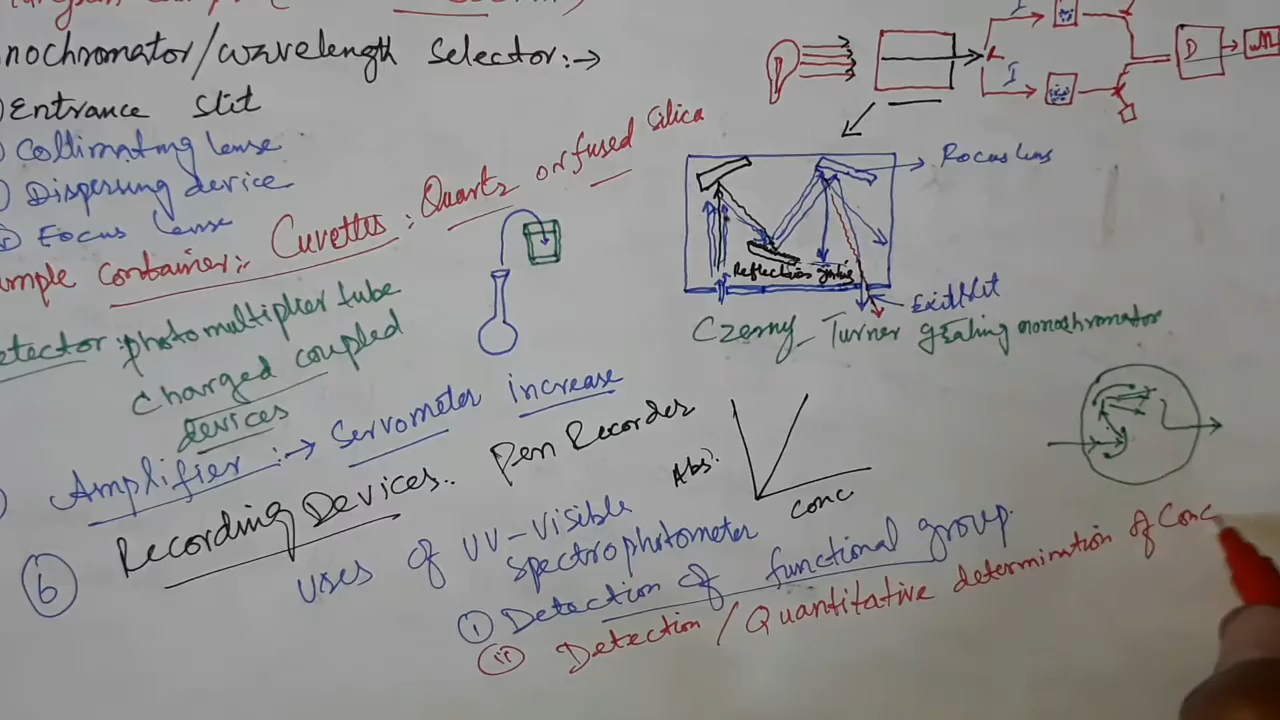 nochromator/wavelength selector:→
Entrance slit
Collimating lense
Dispersing device
Focus lense
mple container:- Cuvettes: Quartz or fused silica
etector: photomultiplier tube
Charged coupled
devices
Amplifier:→ Servometer increase
⑥ Recording Devices.. Pen Recorder
I
I
D
Focus lens
Reflection grating
Exit slit
Czerny-Turner grating monochromator
Abs.
Conc
uses of UV-Visible
spectrophotometer
(i) Detection of functional group.
(ii) Detection / Quantitative determination of Conc